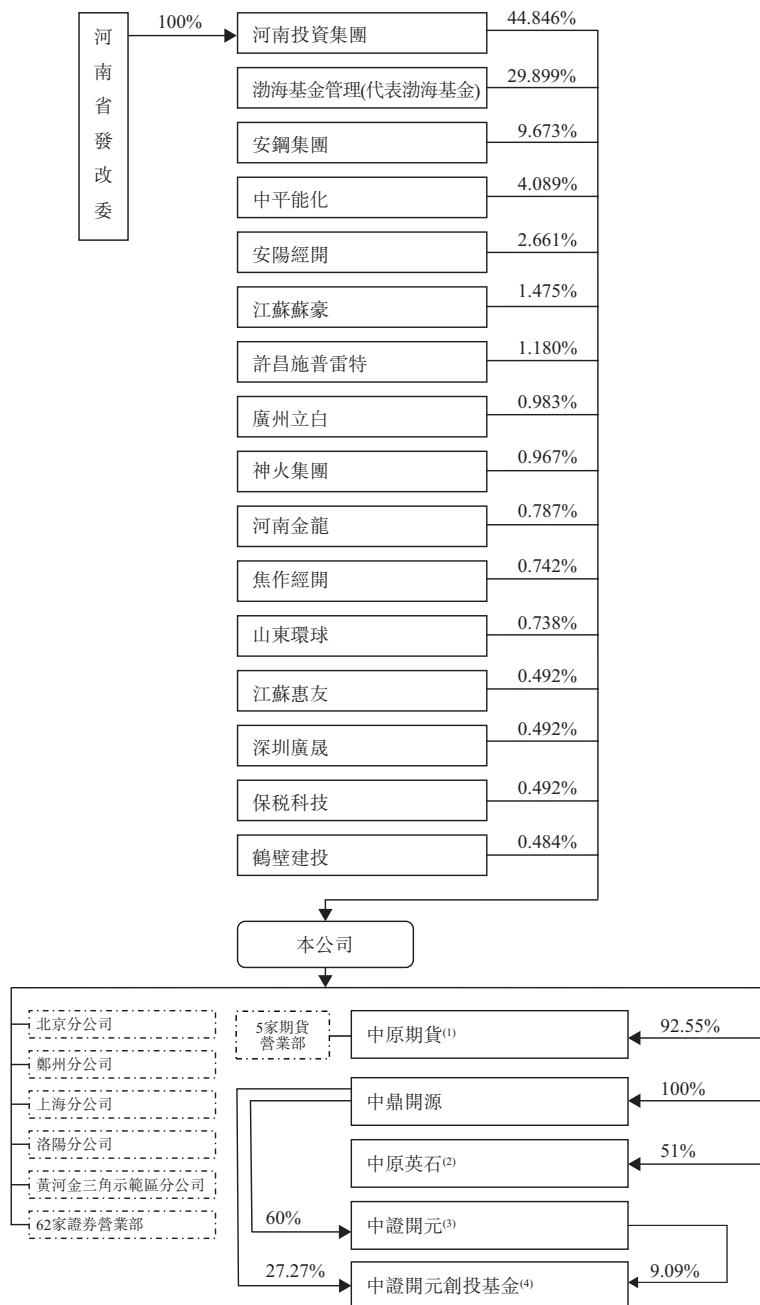 河南省發改委
100%
河南投資集團
44.846%
渤海基金管理(代表渤海基金)
29.899%
安鋼集團
9.673%
中平能化
4.089%
安陽經開
2.661%
江蘇蘇豪
1.475%
許昌施普雷特
1.180%
廣州立白
0.983%
神火集團
0.967%
河南金龍
0.787%
焦作經開
0.742%
山東環球
0.738%
江蘇惠友
0.492%
深圳廣晟
0.492%
保税科技
0.492%
鶴壁建投
0.484%
本公司
北京分公司
鄭州分公司
上海分公司
洛陽分公司
黃河金三角示範區分公司
62家證券營業部
5家期貨
營業部
中原期貨(1)
92.55%
中鼎開源
100%
中原英石(2)
51%
60%
中證開元(3)
27.27%
中證開元創投基金(4)
9.09%